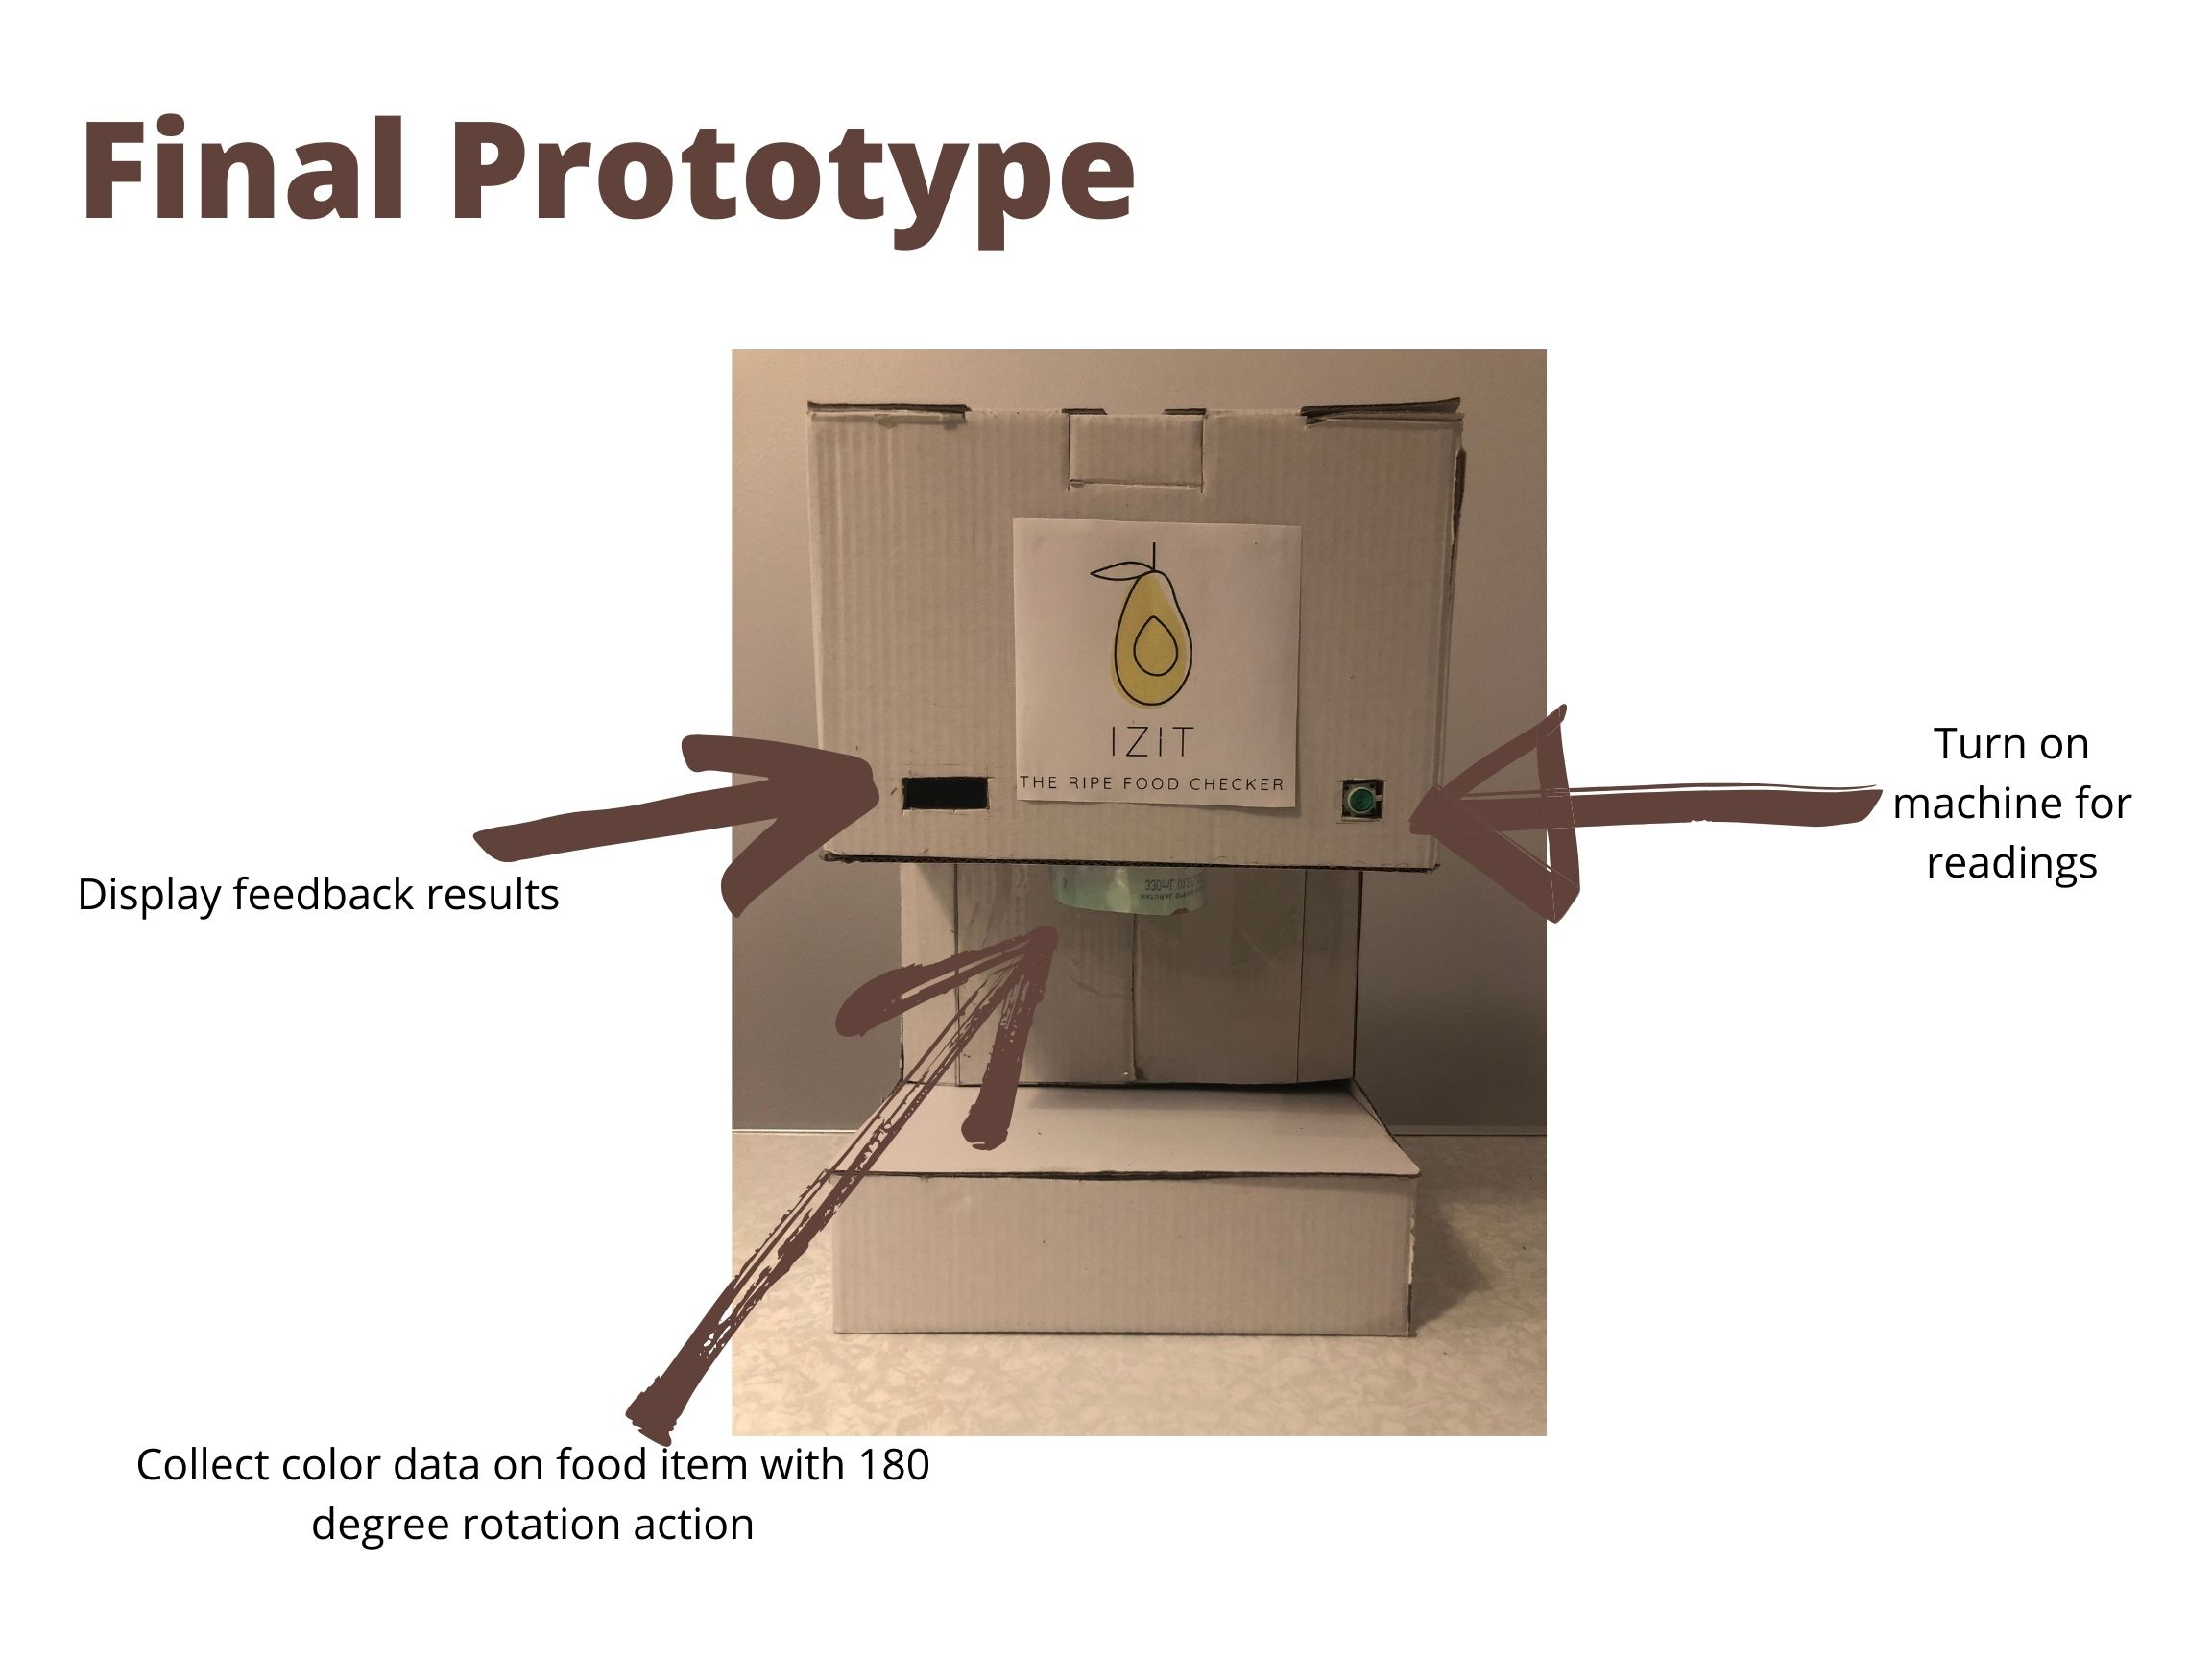 Final Prototype
IZIT
THE RIPE FOOD CHECKER
Turn on
machine for
readings
Display feedback results
330mL
Collect color data on food item with 180
degree rotation action